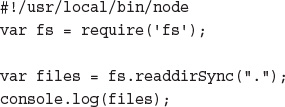 #!/usr/local/bin/node
var fs = require('fs');

var files = fs.readdirSync(".");
console.log(files);